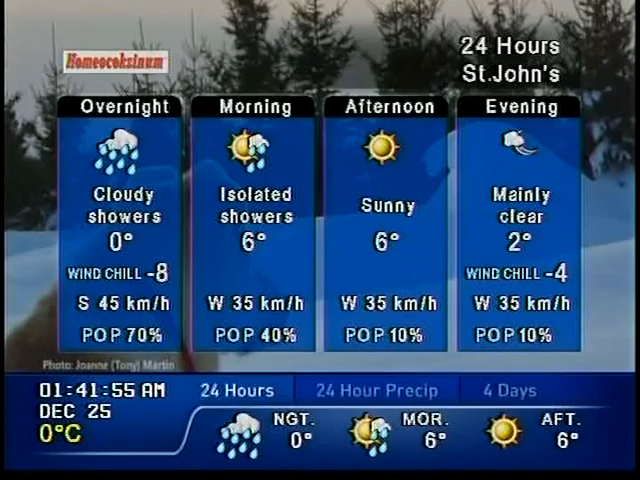 Homeocoksinum
24 Hours
St.John's
Overnight
Cloudy
showers
0°
WIND CHILL -8
S 45 km/h
POP 70%
Morning
Isolated
showers
6°
W 35 km/h
POP 40%
Afternoon
Sunny
6°
W 35 km/h
POP 10%
Evening
Mainly
clear
2°
WIND CHILL -4
W 35 km/h
POP 10%
Photo: Joanne (Tony) Martin
01:41:55 AM
DEC 25
0°C
24 Hours
24 Hour Precip
4 Days
NGT.
0°
MOR.
6°
AFT.
6°